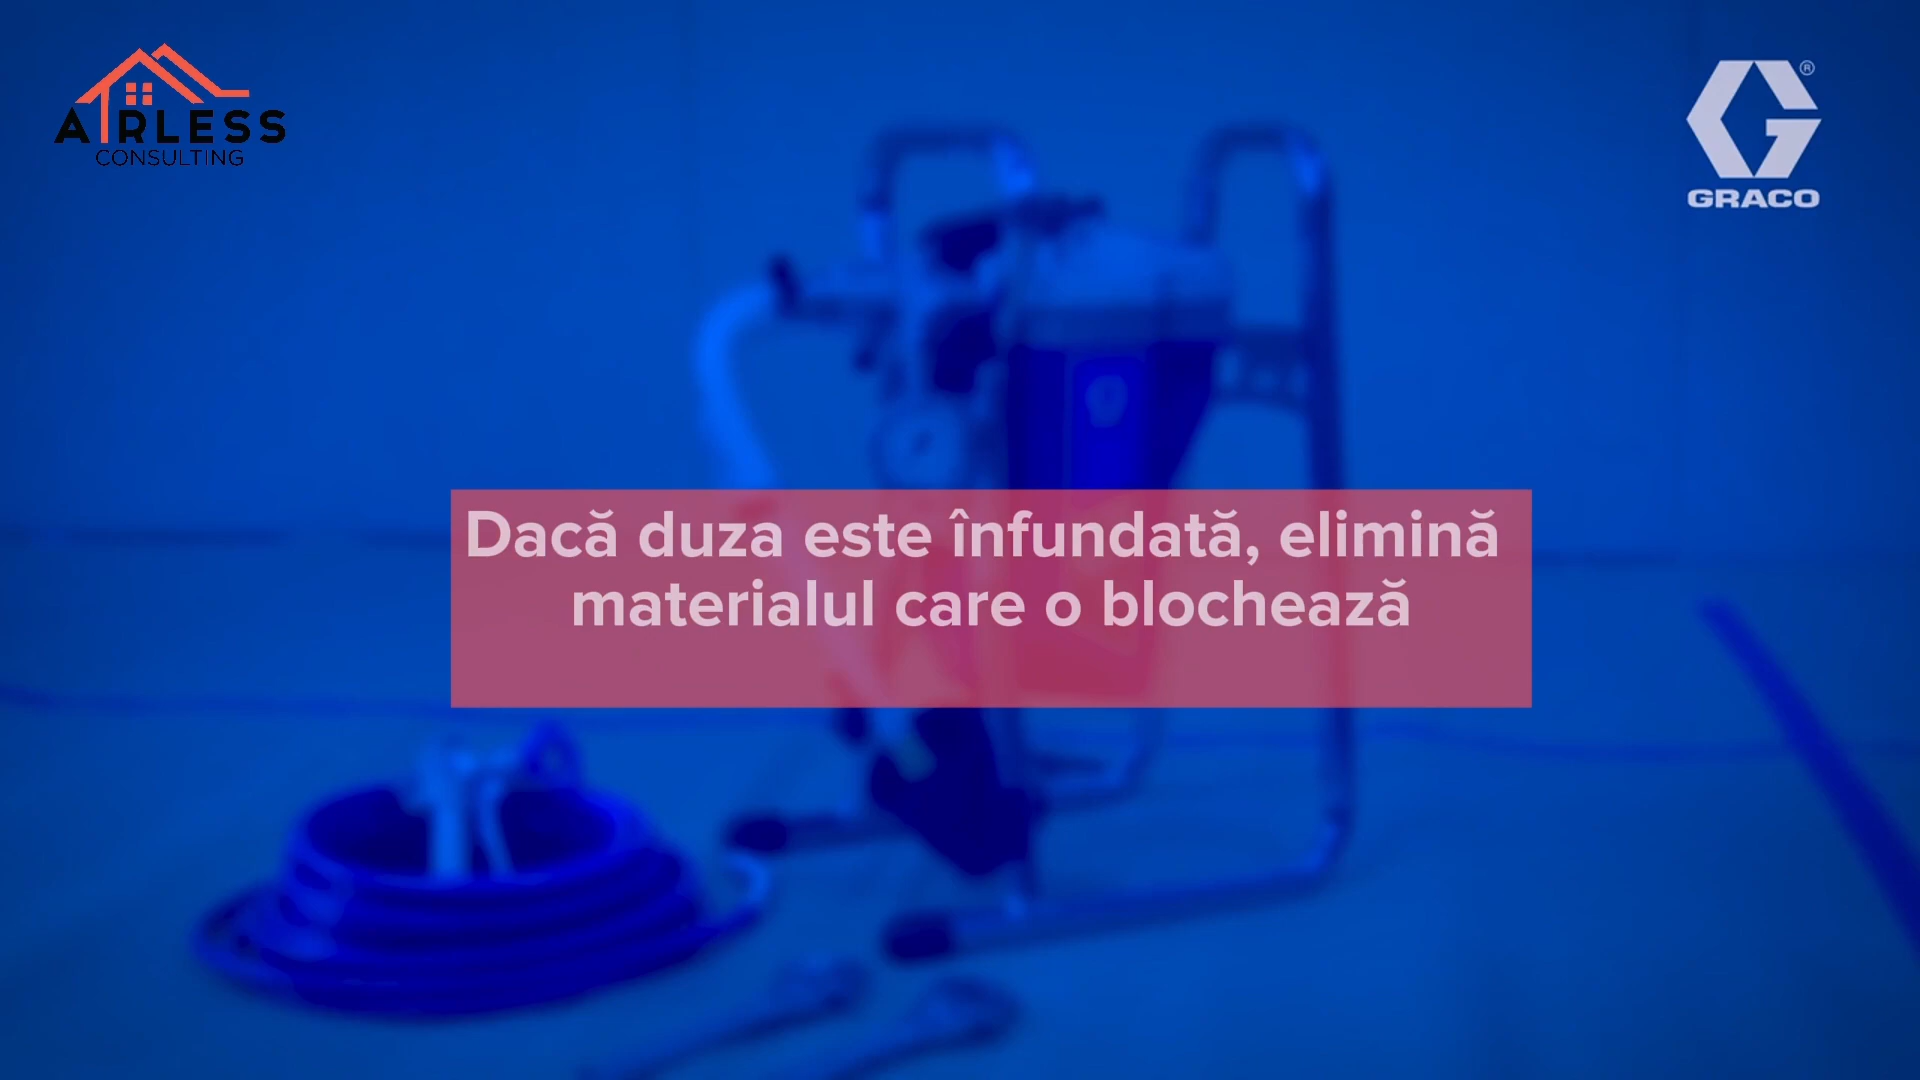 AIRLESS
CONSULTING
®
GRACO
Dacă duza este înfundată, elimină
materialul care o blochează